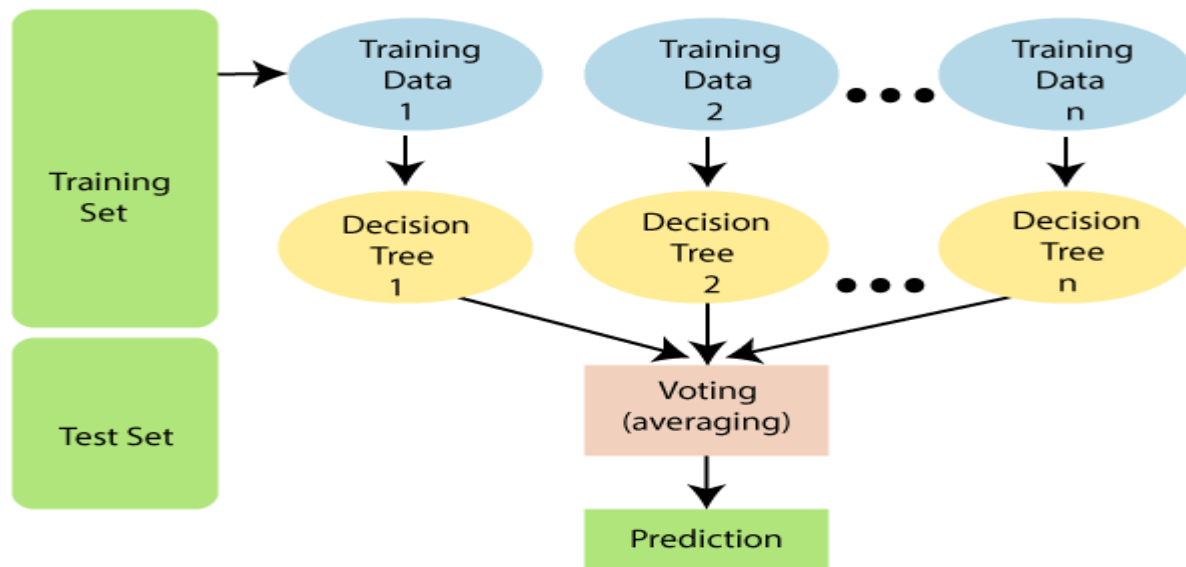 Training
Set
Test Set
Training
Data
1
Training
Data
2
Training
Data
n
Decision
Tree
1
Decision
Tree
2
Decision
Tree
n
Voting
(averaging)
Prediction